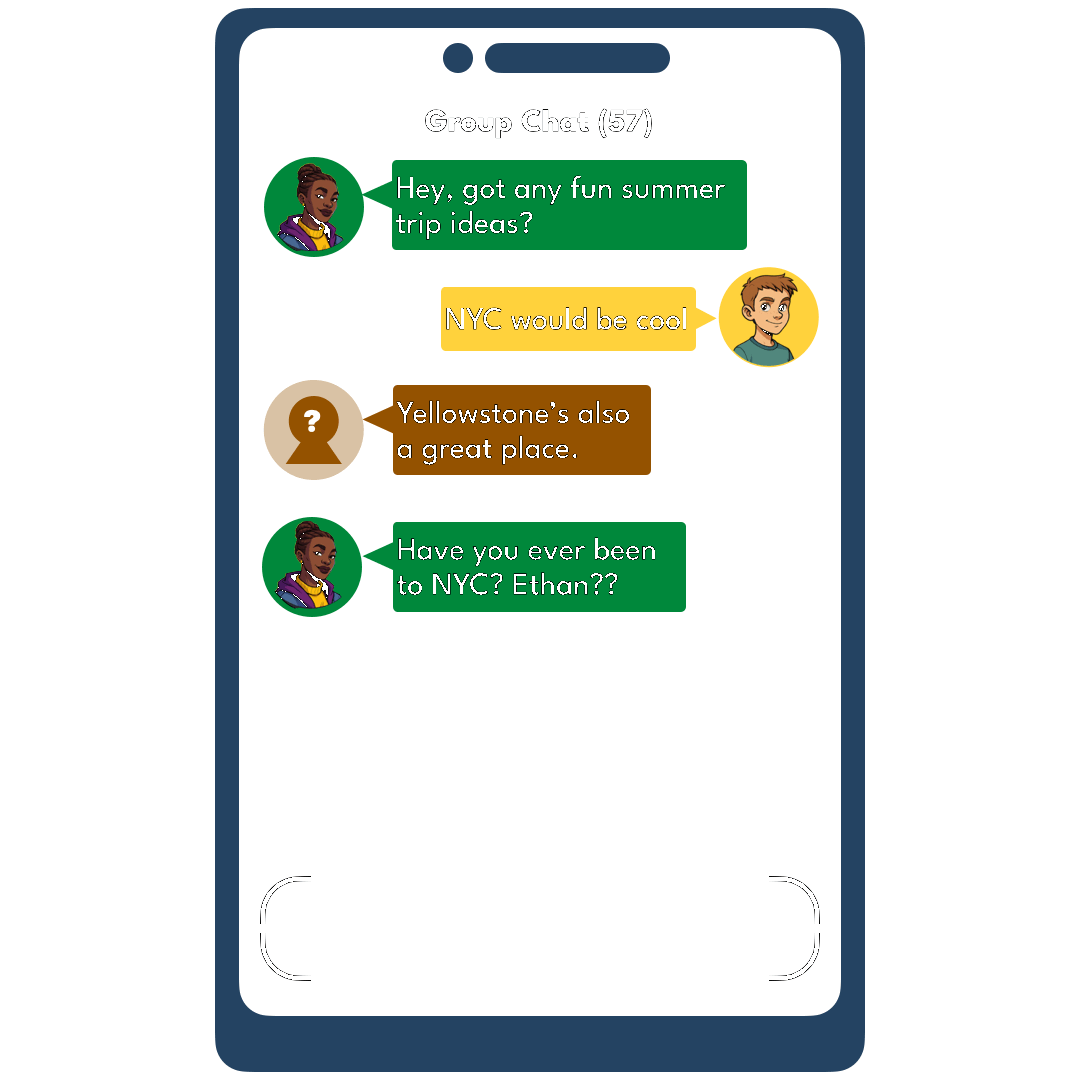 Group Chat (57)
Hey, got any fun summer
trip ideas?
NYC would be cool
?
Yellowstone’s also
a great place.
Have you ever been
to NYC? Ethan??